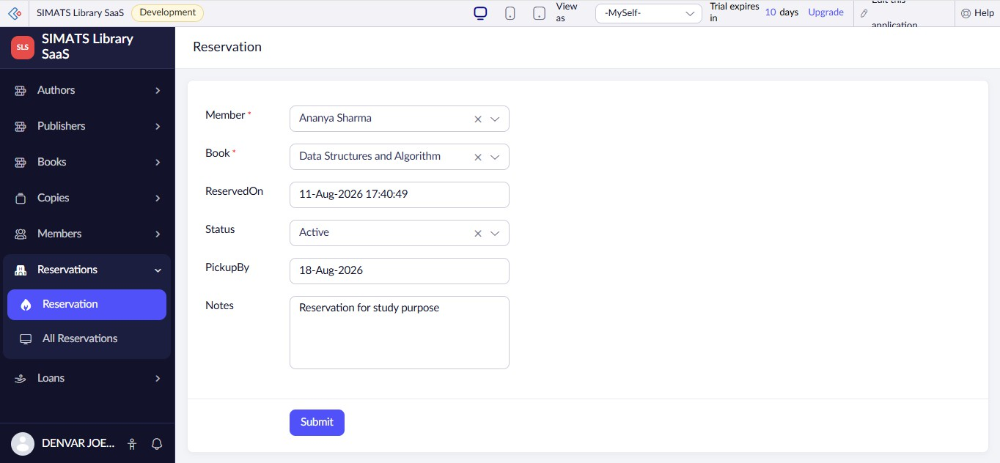 SIMATS Library SaaS
Development
View
as
-MySelf-
Trial expires
in
10 days
Upgrade
Edit this
application
Help
SLS
SIMATS Library
SaaS
Reservation
Authors
Publishers
Books
Copies
Members
Reservations
Reservation
All Reservations
Loans
DENVAR JOE...
Member *
Ananya Sharma
Book *
Data Structures and Algorithm
ReservedOn
11-Aug-2026 17:40:49
Status
Active
PickupBy
18-Aug-2026
Notes
Reservation for study purpose
Submit